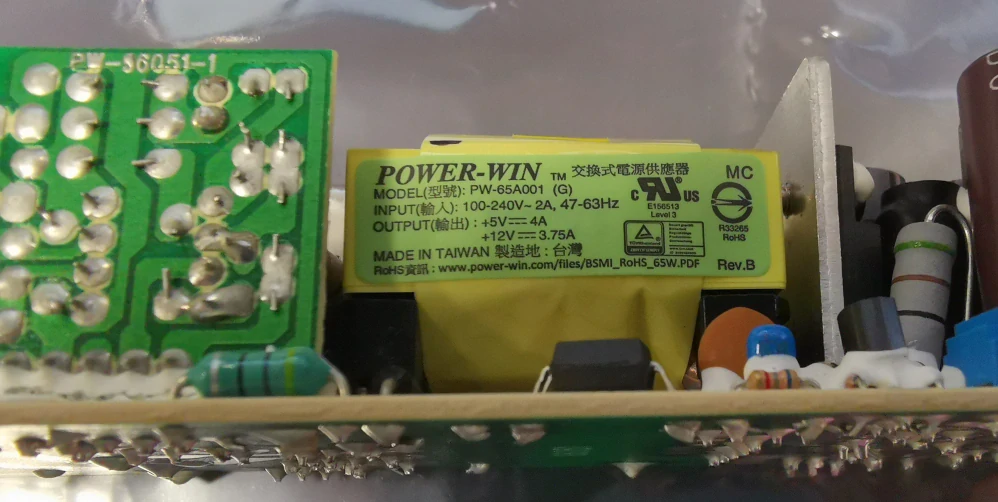 PW-S6051-1
POWER-WIN ™ 交換式電源供應器
MODEL(型號): PW-65A001 (G)
INPUT(輸入): 100-240V~ 2A, 47-63Hz
OUTPUT(輸出) : +5V⎓ 4A
+12V⎓ 3.75A
MADE IN TAIWAN 製造地 : 台灣
RoHS資訊 : www.power-win.com/files/BSMI_RoHS_65W.PDF
C RU US
E156513
Level 3
MC
R33265
RoHS
Rev.B